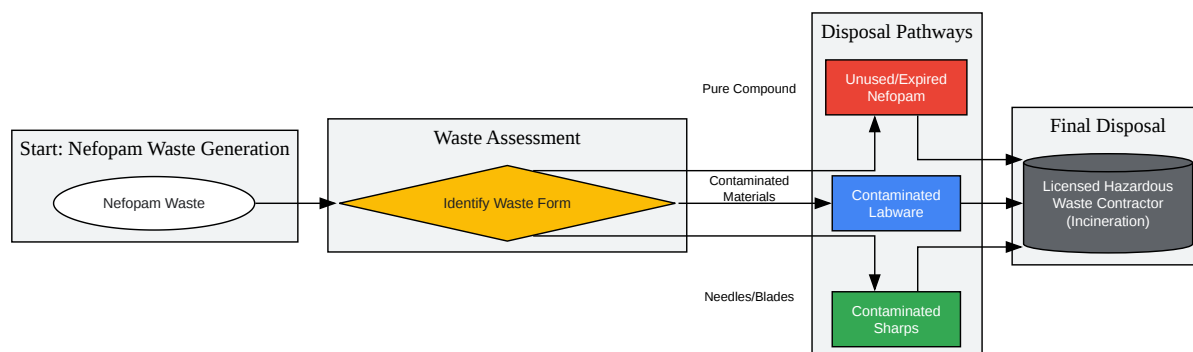 Start: Nefopam Waste Generation
Nefopam Waste
Waste Assessment
Identify Waste Form
Pure Compound
Contaminated
Materials
Needles/Blades
Disposal Pathways
Unused/Expired
Nefopam
Contaminated
Labware
Contaminated
Sharps
Final Disposal
Licensed Hazardous
Waste Contractor
(Incineration)